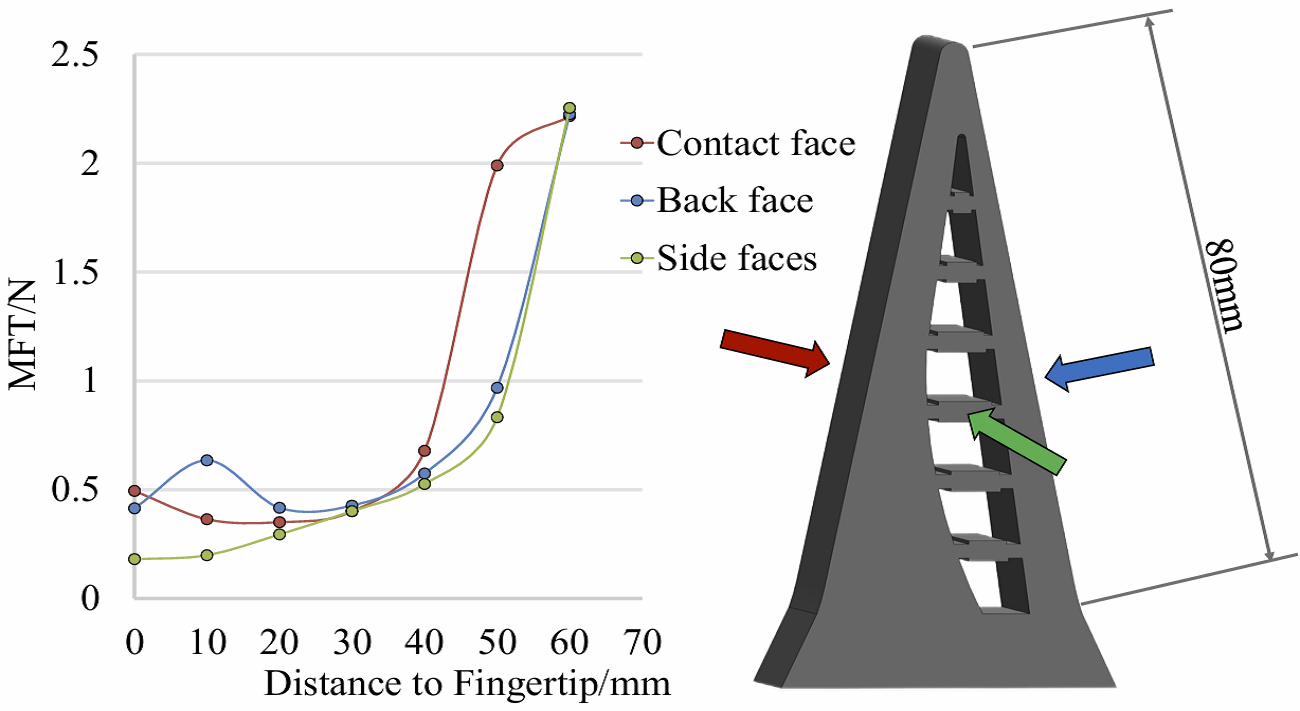 2.5
2
1.5
1
0.5
0
MFT/N
0 10 20 30 40 50 60 70
Distance to Fingertip/mm
Contact face
Back face
Side faces
80mm